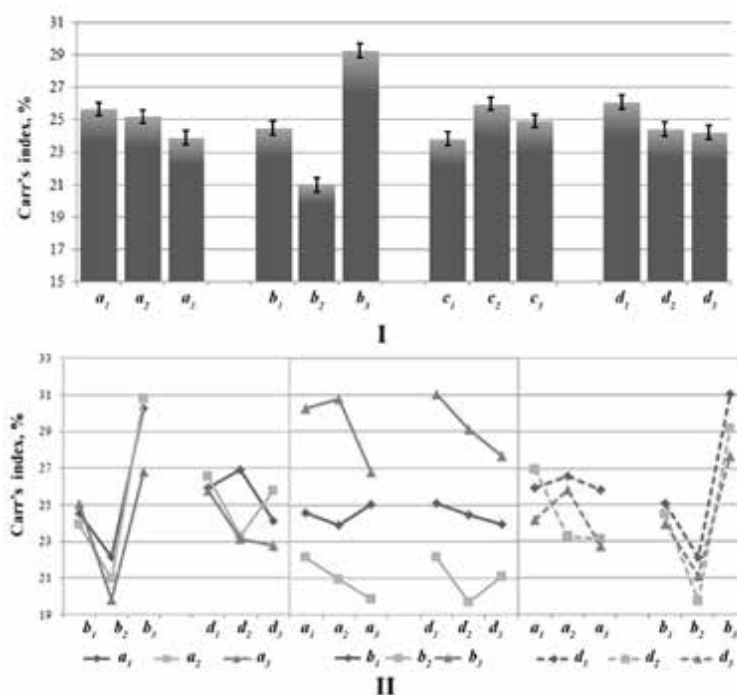 31
29
27
25
23
21
19
17
15
Carr's index, %
a1 a2 a3 b1 b2 b3 c1 c2 c3 d1 d2 d3
I
33
31
29
27
25
23
21
19
Carr's index, %
b1 b2 b3 d1 d2 d3 a1 a2 a3 d1 d2 d3 a1 a2 a3 b1 b2 b3
a1 a2 a3 b1 b2 b3 d1 d2 d3
II